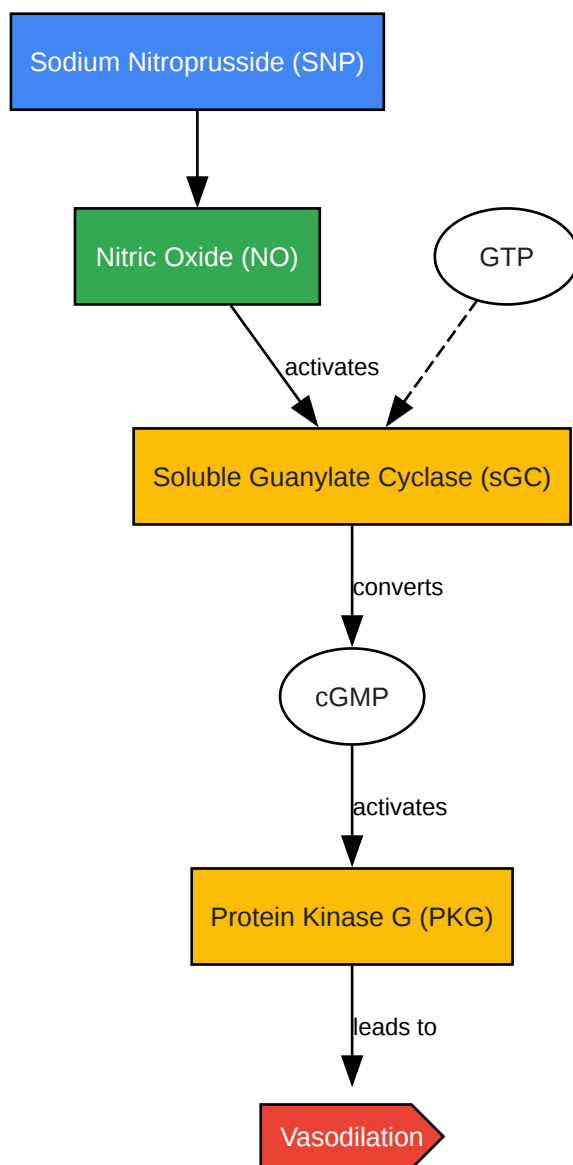 Sodium Nitroprusside (SNP)
Nitric Oxide (NO)
GTP
activates
Soluble Guanylate Cyclase (sGC)
converts
cGMP
activates
Protein Kinase G (PKG)
leads to
Vasodilation